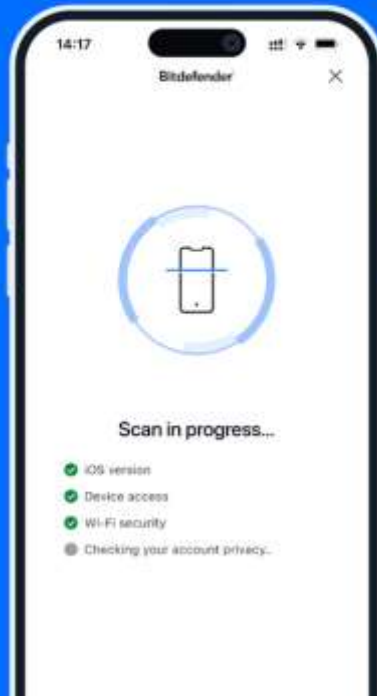 14:17
Bitdefender
Scan in progress...
iOS version
Device access
Wi-Fi security
Checking your account privacy..